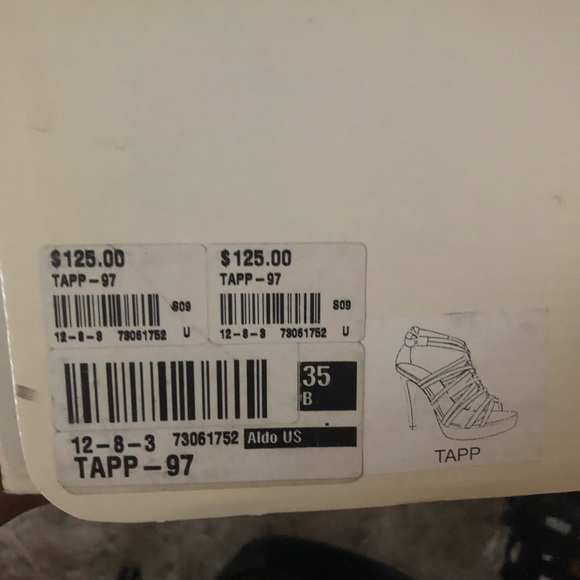 $125.00
TAPP-97
S09
12-8-3 73061752 U
$125.00
TAPP-97
S09
12-8-3 73061752 U
35
B
12-8-3 73061752 Aldo US
TAPP-97
TAPP